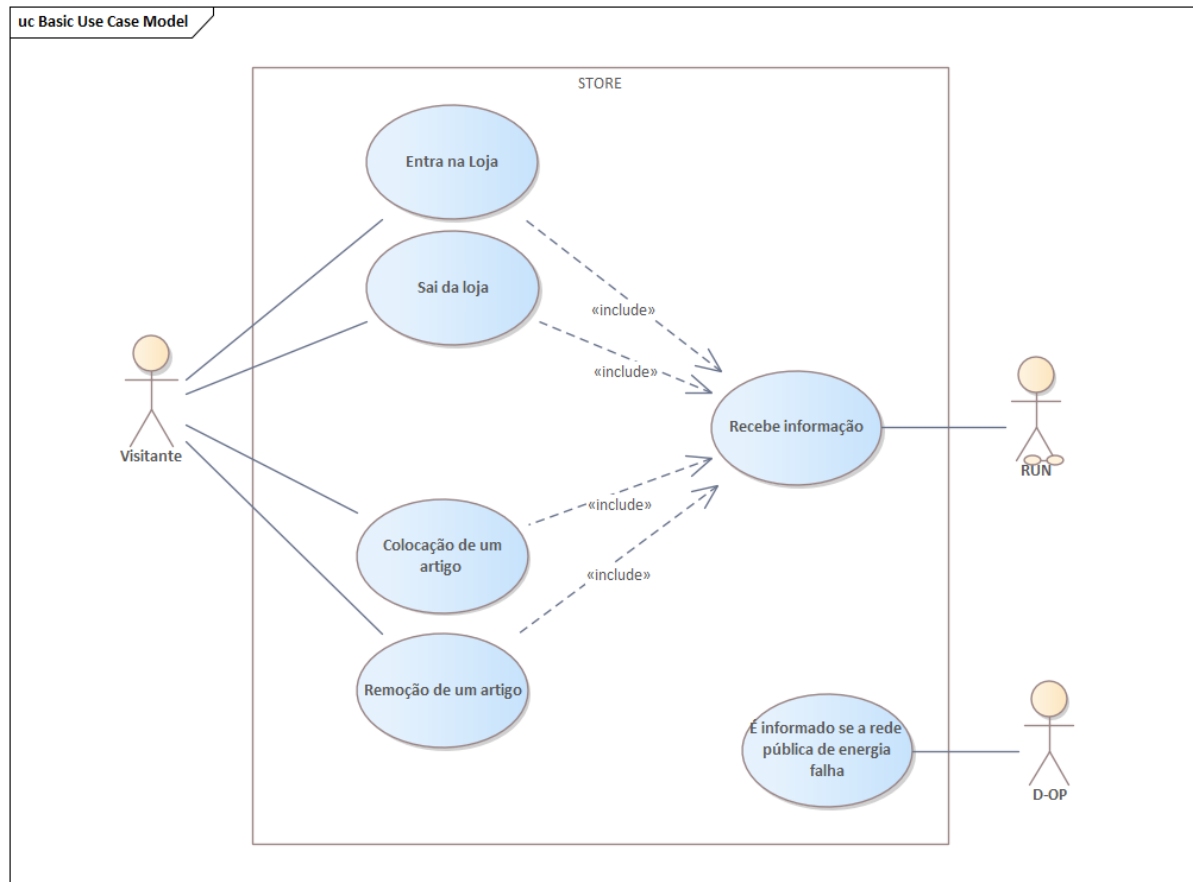 uc Basic Use Case Model
STORE
Entra na Loja
Sai da loja
«include»
«include»
Visitante
Recebe informação
RUN
«include»
Colocação de um
artigo
«include»
Remoção de um artigo
É informado se a rede
pública de energia
falha
D-OP